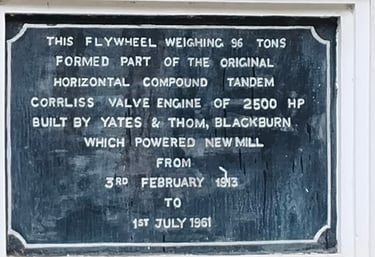 THIS FLYWHEEL WEIGHING 96 TONS
FORMED PART OF THE ORIGINAL
HORIZONTAL COMPOUND TANDEM
CORRLISS VALVE ENGINE OF 2500 HP
BUILT BY YATES & THOM, BLACKBURN
WHICH POWERED NEW MILL
FROM
3RD FEBRUARY 1913
TO
1ST JULY 1961